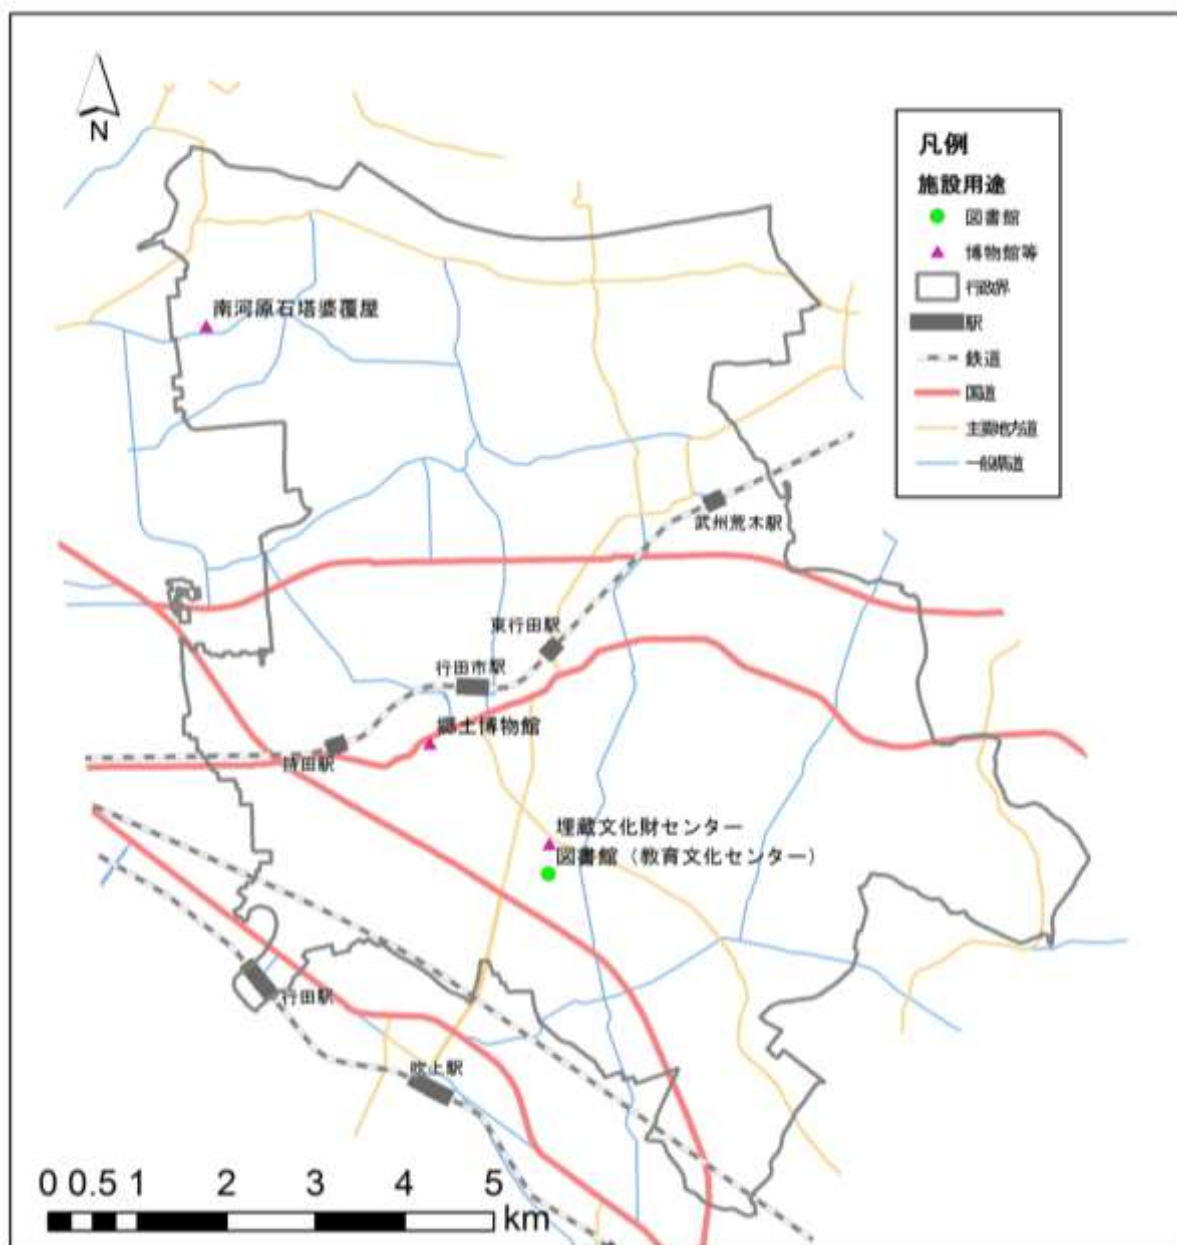 N
凡例
施設用途
図書館
博物館等
行政界
駅
鉄道
国道
主要地方道
一般県道
南河原石塔婆覆屋
武州荒木駅
東行田駅
行田市駅
郷土博物館
持田駅
埋蔵文化財センター
図書館（教育文化センター）
行田駅
吹上駅
0 0.5 1 2 3 4 5
km